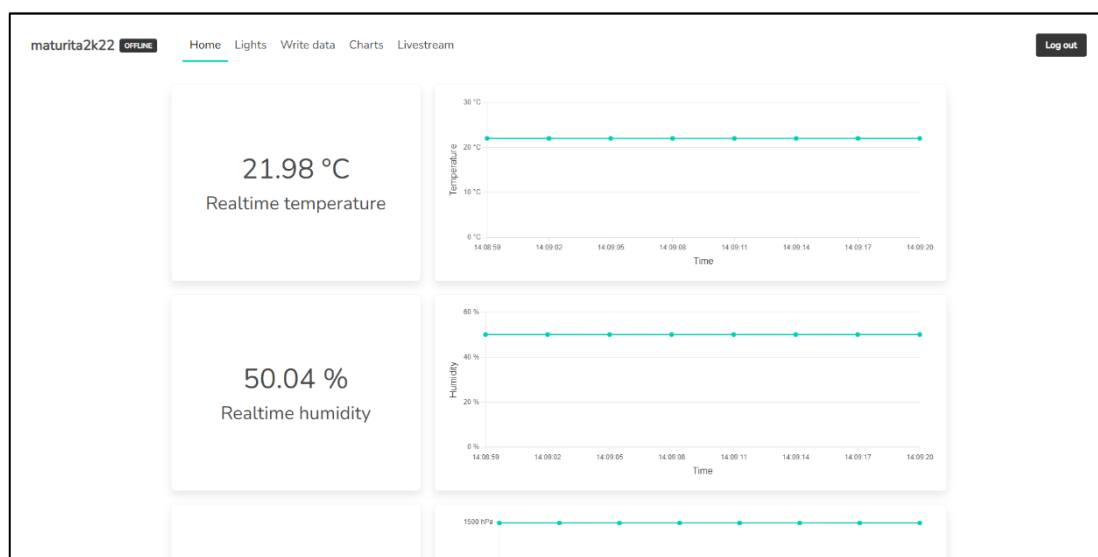 maturita2k22 OFFLINE Home Lights Write data Charts Livestream Log out
21.98 °C
Realtime temperature
30 °C
20 °C
10 °C
0 °C
Temperature
14:08:59 14:09:02 14:09:05 14:09:08 14:09:11 14:09:14 14:09:17 14:09:20
Time
50.04 %
Realtime humidity
60 %
40 %
20 %
0 %
Humidity
14:08:59 14:09:02 14:09:05 14:09:08 14:09:11 14:09:14 14:09:17 14:09:20
Time
1500 hPa